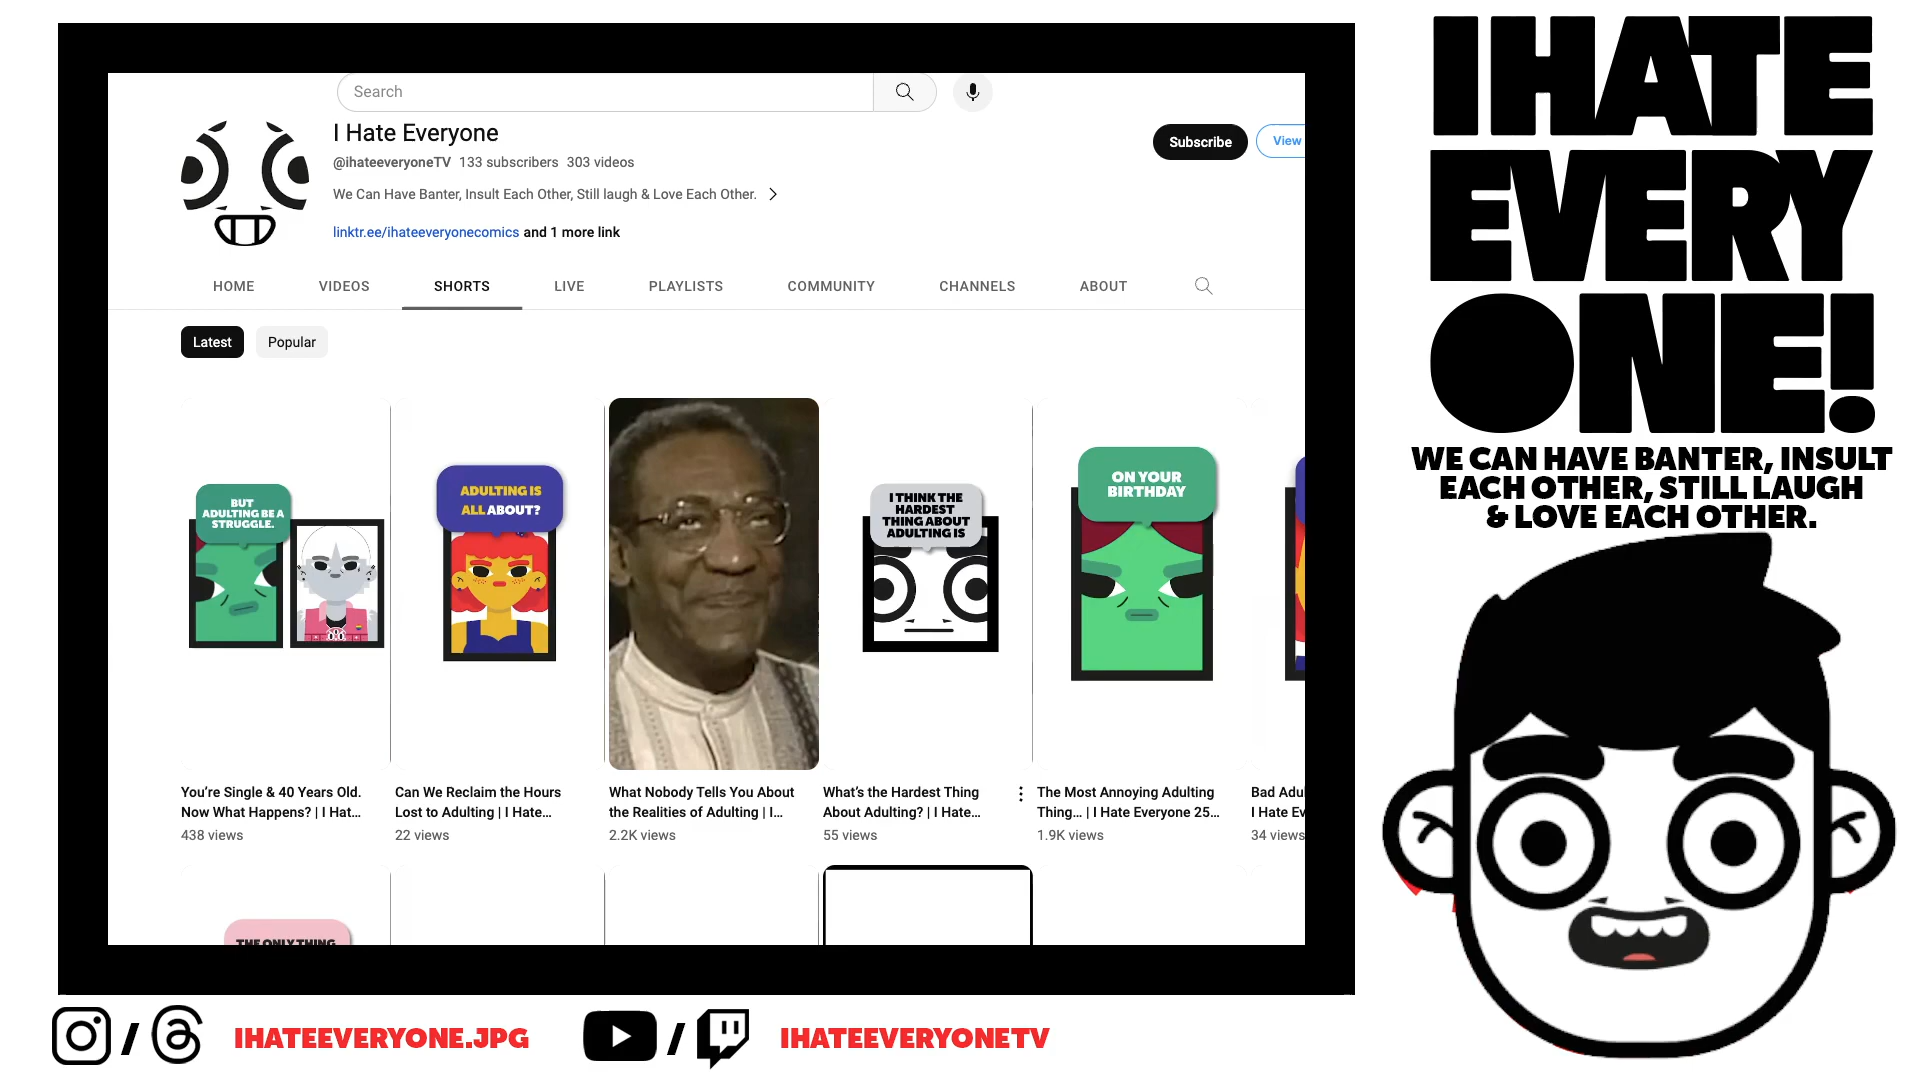 Search
I Hate Everyone
@ihateeveryoneTV 133 subscribers 303 videos
We Can Have Banter, Insult Each Other, Still laugh & Love Each Other.
linktr.ee/ihateeveryonecomics and 1 more link
Subscribe
View
HOME VIDEOS SHORTS LIVE PLAYLISTS COMMUNITY CHANNELS ABOUT
Latest Popular
BUT
ADULTING BE A
STRUGGLE.
ADULTING IS
ALL ABOUT?
I THINK THE
HARDEST
THING ABOUT
ADULTING IS
ON YOUR
BIRTHDAY
You're Single & 40 Years Old.
Now What Happens? | I Hat...
438 views
Can We Reclaim the Hours
Lost to Adulting | I Hate...
22 views
What Nobody Tells You About
the Realities of Adulting | I...
2.2K views
What's the Hardest Thing
About Adulting? | I Hate...
55 views
The Most Annoying Adulting
Thing... | I Hate Everyone 25...
1.9K views
Bad Adul
I Hate Ev
34 views
THE ONLY THING
I HATE
EVERY
ONE!
WE CAN HAVE BANTER, INSULT
EACH OTHER, STILL LAUGH
& LOVE EACH OTHER.
/ IHATEEVERYONE.JPG
/ IHATEEVERYONETV